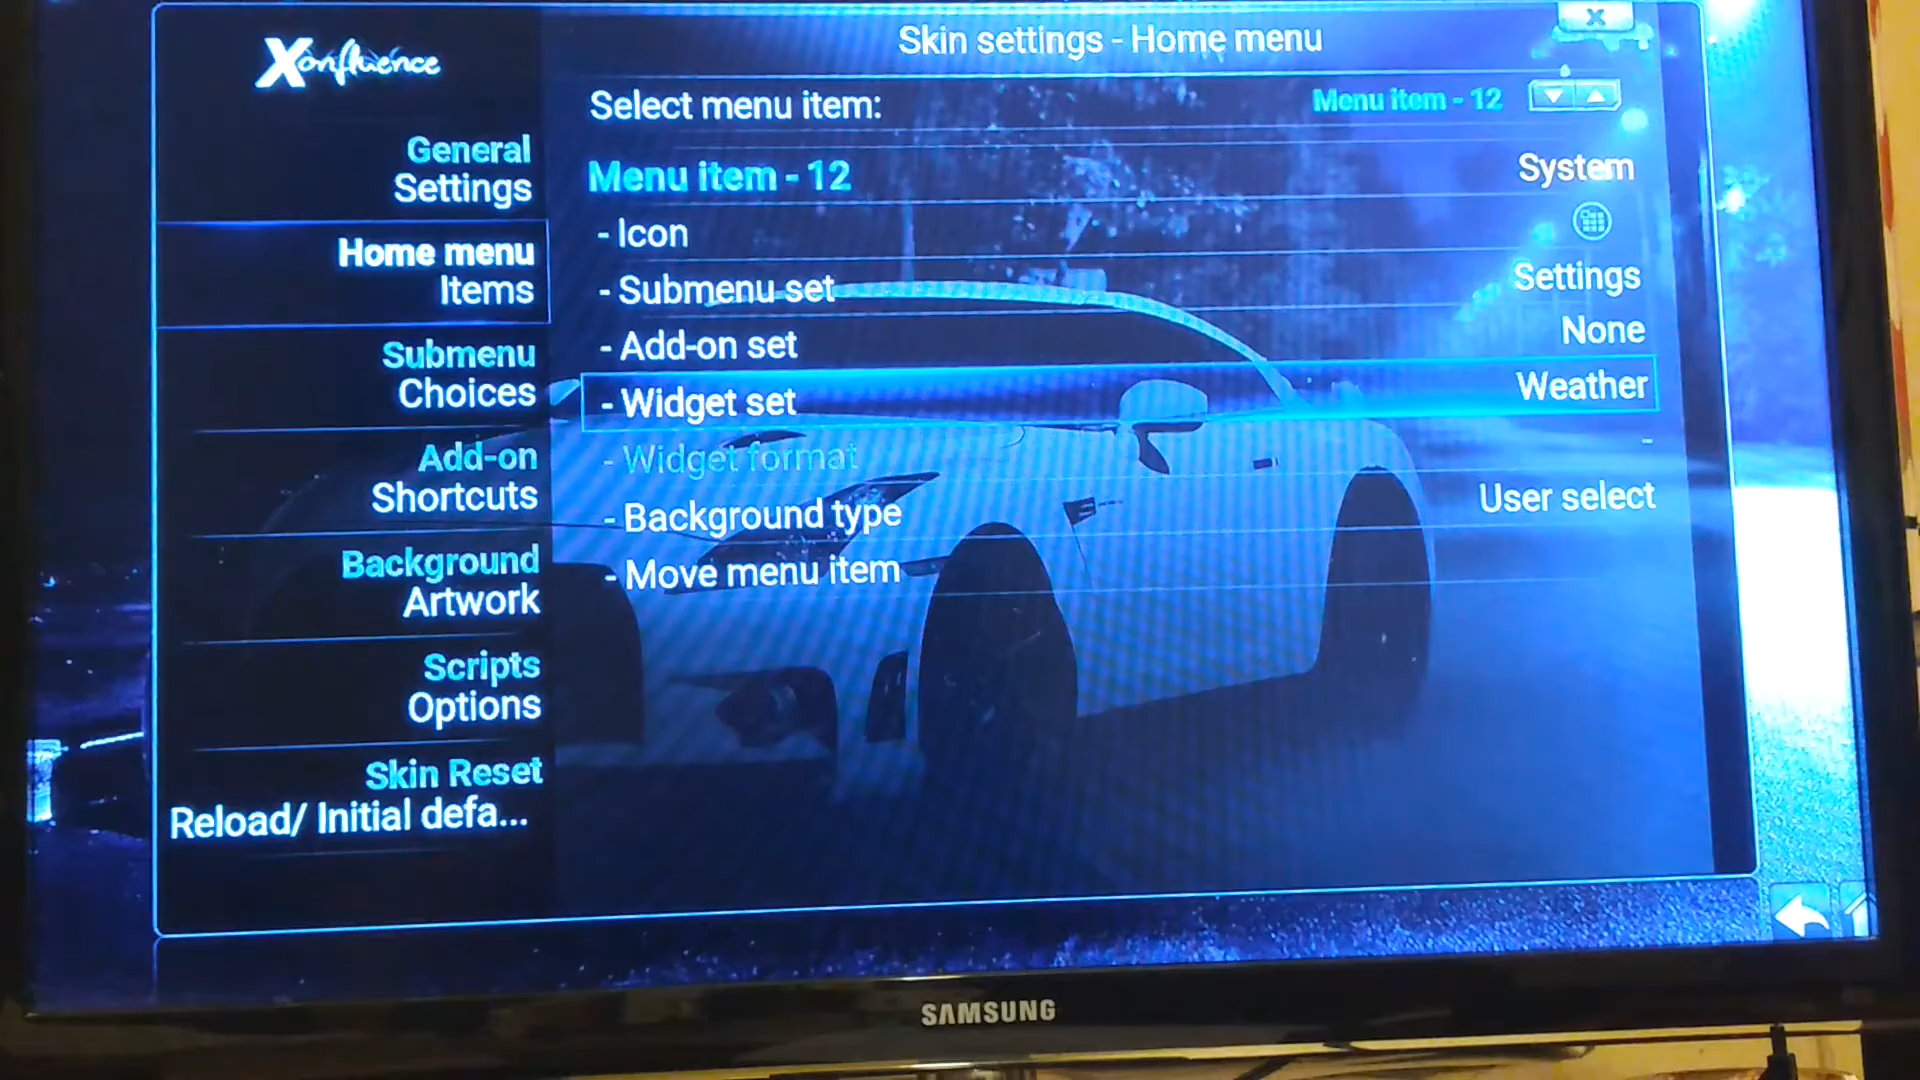 Xonfluence
Skin settings - Home menu
X
General
Settings
Home menu
Items
Submenu
Choices
Add-on
Shortcuts
Background
Artwork
Scripts
Options
Skin Reset
Reload/ Initial defa...
Select menu item: Menu item - 12
Menu item - 12 System
- Icon
- Submenu set Settings
- Add-on set None
- Widget set Weather
- Widget format -
- Background type User select
- Move menu item
SAMSUNG